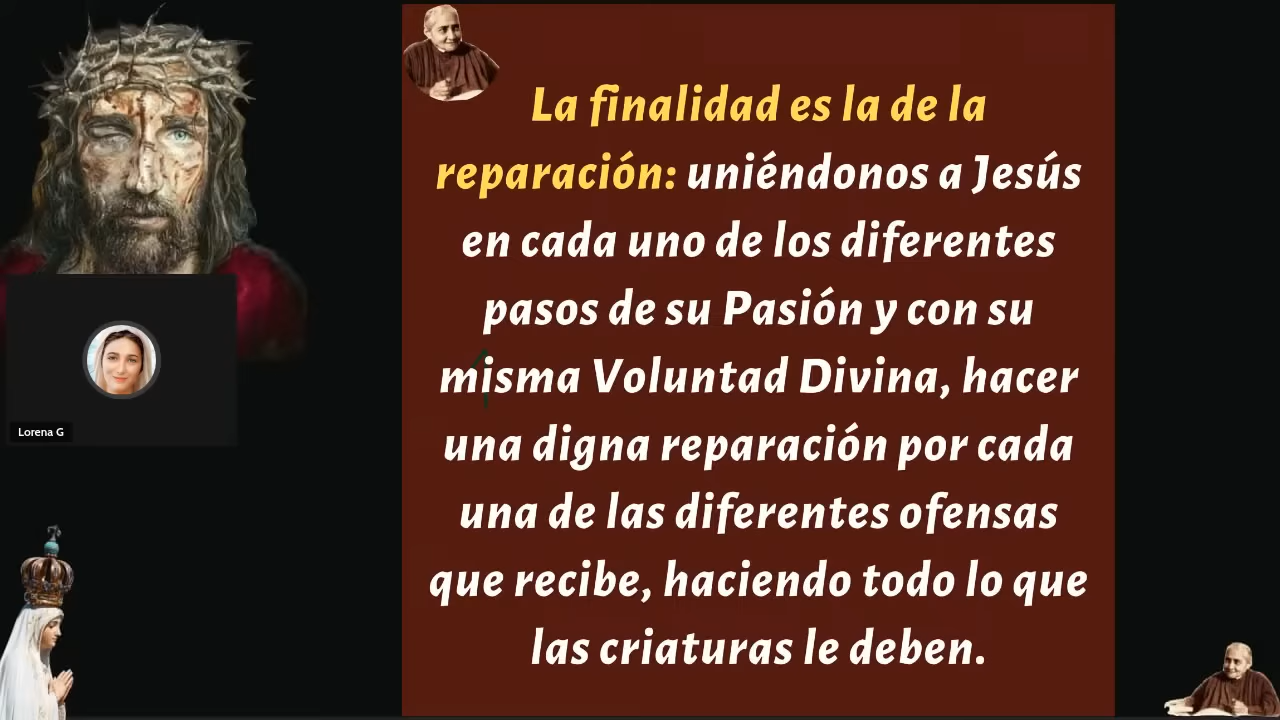 La finalidad es la de la
reparación: uniéndonos a Jesús
en cada uno de los diferentes
pasos de su Pasión y con su
misma Voluntad Divina, hacer
una digna reparación por cada
una de las diferentes ofensas
que recibe, haciendo todo lo que
las criaturas le deben.
Lorena G